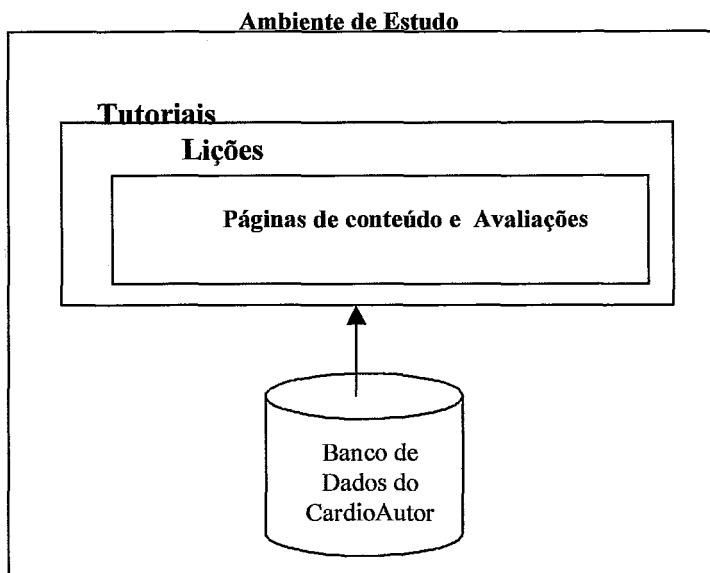 Ambiente de Estudo
Tutoriais
Lições
Páginas de conteúdo e Avaliações
Banco de
Dados do
CardioAutor